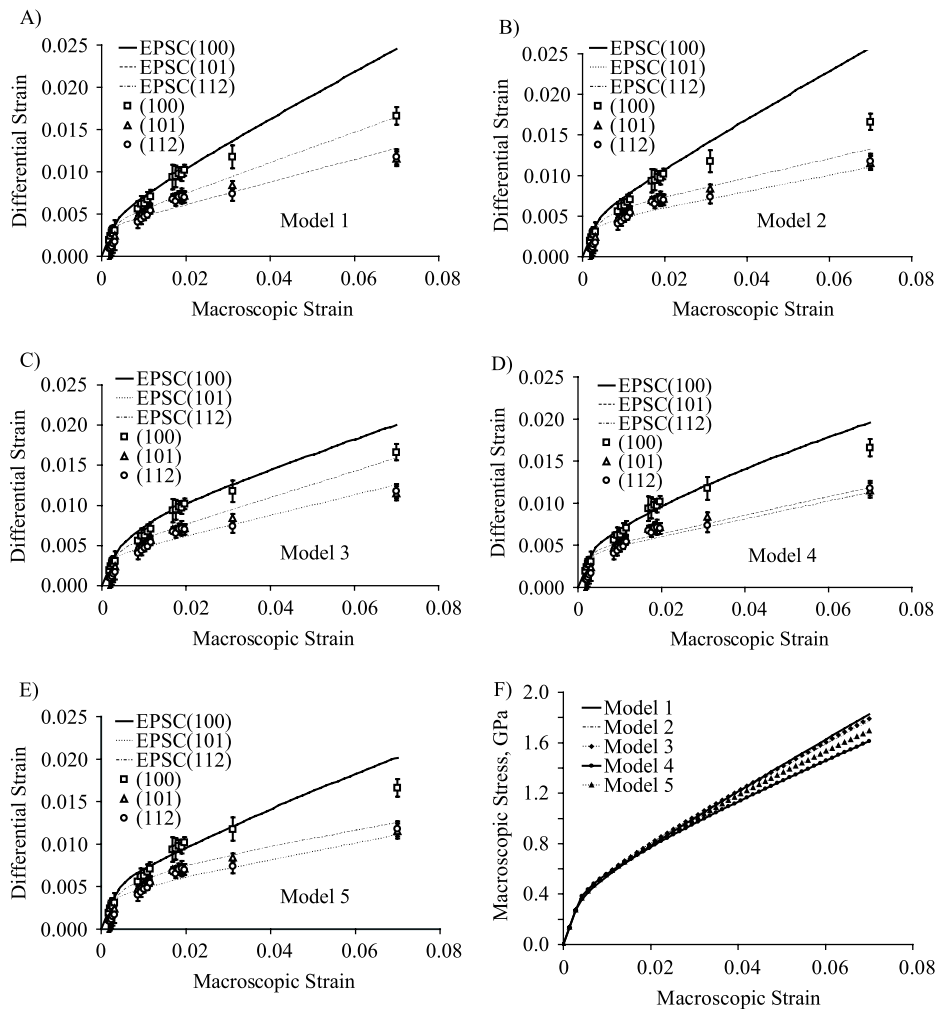 A)
EPSC(100)
EPSC(101)
EPSC(112)
(100)
(101)
(112)
0.025
0.020
0.015
0.010
0.005
0.000
Differential Strain
Model 1
0
0.02
0.04
0.06
0.08
Macroscopic Strain
B)
EPSC(100)
EPSC(101)
EPSC(112)
(100)
(101)
(112)
0.025
0.020
0.015
0.010
0.005
0.000
Differential Strain
Model 2
0
0.02
0.04
0.06
0.08
Macroscopic Strain
C)
EPSC(100)
EPSC(101)
EPSC(112)
(100)
(101)
(112)
0.025
0.020
0.015
0.010
0.005
0.000
Differential Strain
Model 3
0
0.02
0.04
0.06
0.08
Macroscopic Strain
D)
EPSC(100)
EPSC(101)
EPSC(112)
(100)
(101)
(112)
0.025
0.020
0.015
0.010
0.005
0.000
Differential Strain
Model 4
0
0.02
0.04
0.06
0.08
Macroscopic Strain
E)
EPSC(100)
EPSC(101)
EPSC(112)
(100)
(101)
(112)
0.025
0.020
0.015
0.010
0.005
0.000
Differential Strain
Model 5
0
0.02
0.04
0.06
0.08
Macroscopic Strain
F)
Model 1
Model 2
Model 3
Model 4
Model 5
2.0
1.6
1.2
0.8
0.4
0.0
Macroscopic Stress, GPa
0
0.02
0.04
0.06
0.08
Macroscopic Strain